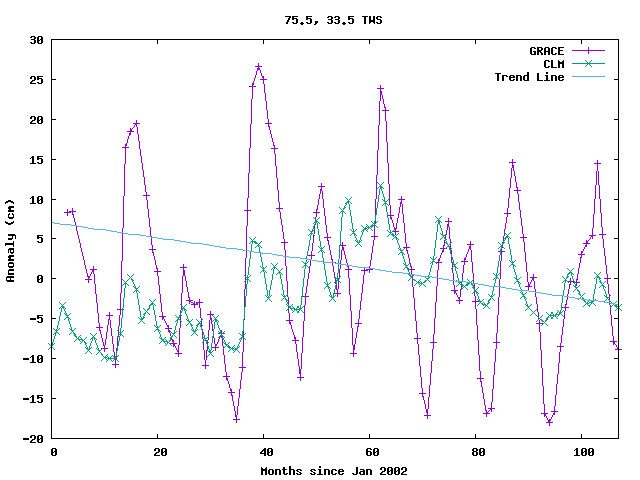 75.5, 33.5 TWS
GRACE
CLM
Trend Line
30
25
20
15
10
5
0
-5
-10
-15
-20
Anomaly (cm)
0 20 40 60 80 100
Months since Jan 2002